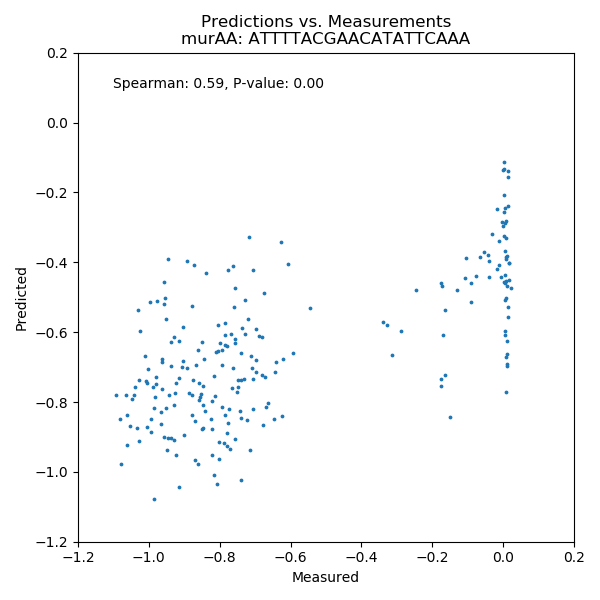 Predictions vs. Measurements
murAA: ATTTTACGAACATATTCAAA
Spearman: 0.59, P-value: 0.00
0.2
0.0
−0.2
−0.4
−0.6
−0.8
−1.0
−1.2
Predicted
−1.2 −1.0 −0.8 −0.6 −0.4 −0.2 0.0 0.2
Measured